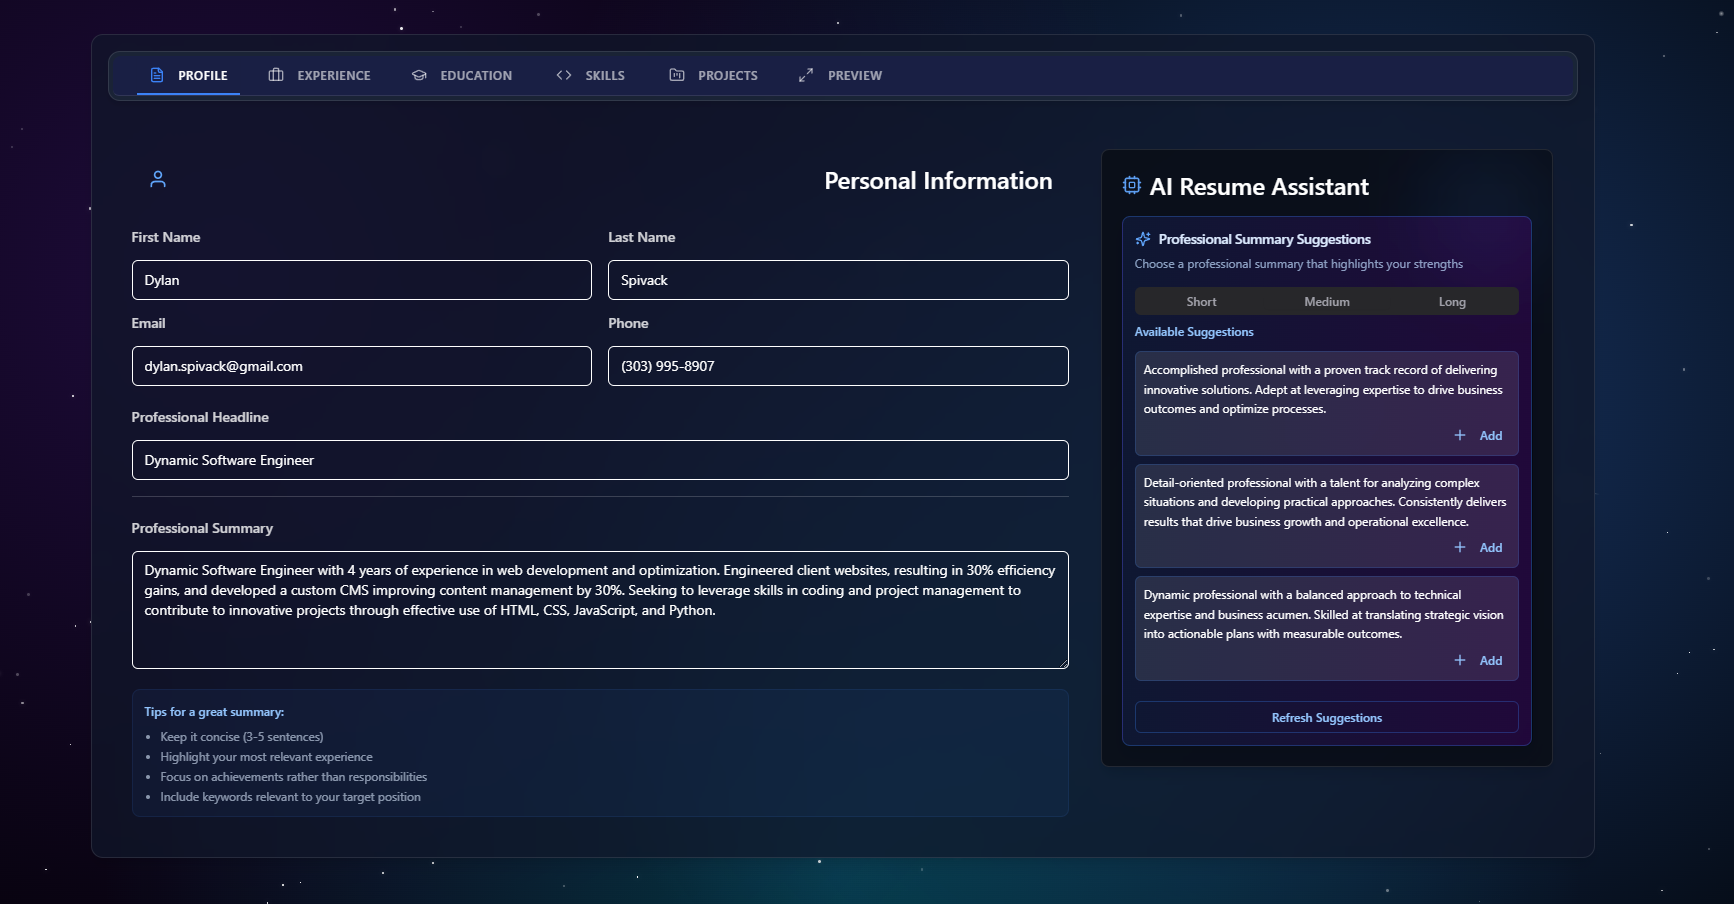 PROFILE EXPERIENCE EDUCATION SKILLS PROJECTS PREVIEW
Personal Information
First Name Last Name
Dylan Spivack
Email Phone
dylan.spivack@gmail.com (303) 995-8907
Professional Headline
Dynamic Software Engineer
Professional Summary
Dynamic Software Engineer with 4 years of experience in web development and optimization. Engineered client websites, resulting in 30% efficiency
gains, and developed a custom CMS improving content management by 30%. Seeking to leverage skills in coding and project management to
contribute to innovative projects through effective use of HTML, CSS, JavaScript, and Python.
Tips for a great summary:
• Keep it concise (3-5 sentences)
• Highlight your most relevant experience
• Focus on achievements rather than responsibilities
• Include keywords relevant to your target position
AI Resume Assistant
Professional Summary Suggestions
Choose a professional summary that highlights your strengths
Short Medium Long
Available Suggestions
Accomplished professional with a proven track record of delivering
innovative solutions. Adept at leveraging expertise to drive business
outcomes and optimize processes.
+ Add
Detail-oriented professional with a talent for analyzing complex
situations and developing practical approaches. Consistently delivers
results that drive business growth and operational excellence.
+ Add
Dynamic professional with a balanced approach to technical
expertise and business acumen. Skilled at translating strategic vision
into actionable plans with measurable outcomes.
+ Add
Refresh Suggestions